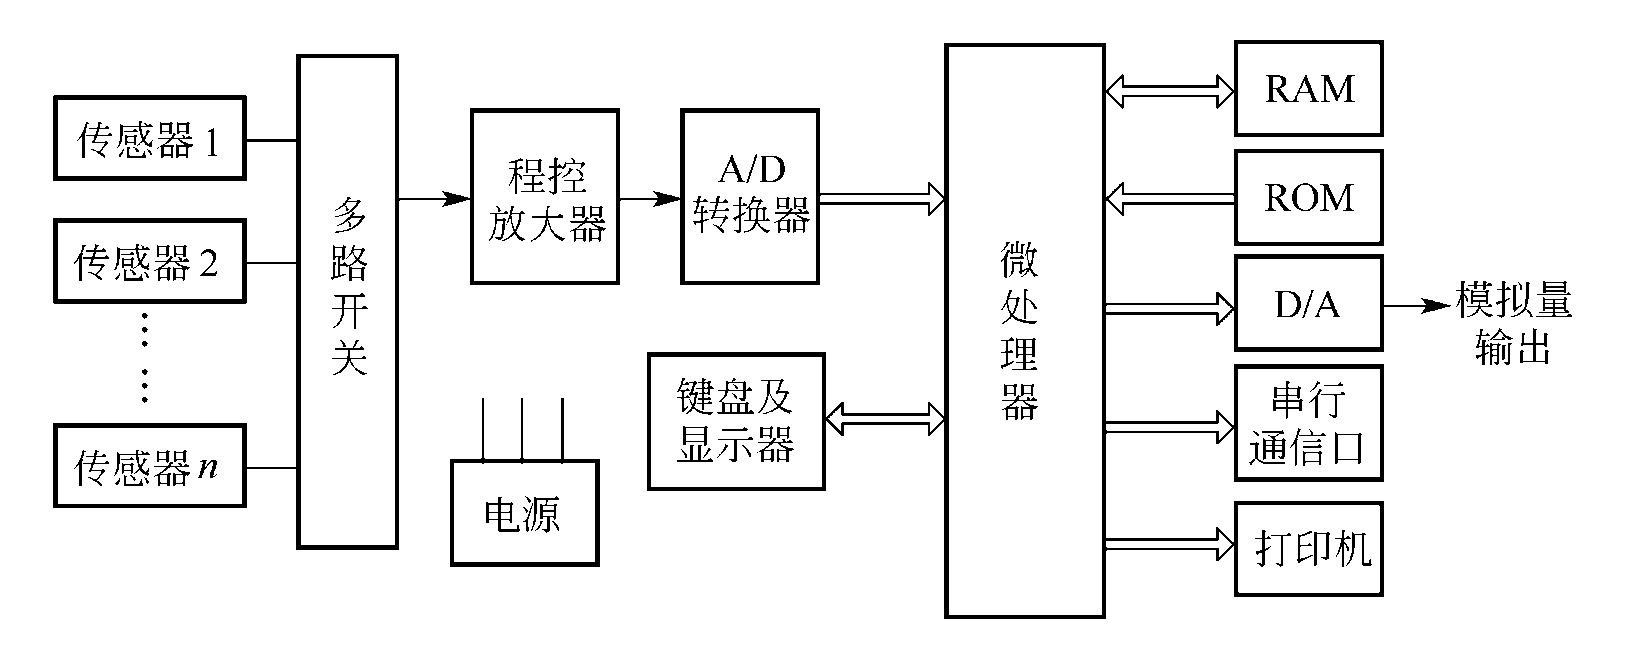 传感器 1
传感器 2
传感器 n
多
路
开
关
程控
放大器
A/D
转换器
键盘及
显示器
电源
微
处
理
器
RAM
ROM
D/A
模拟量
输出
串行
通信口
打印机